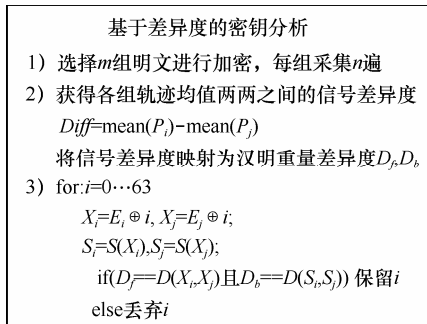 基于差异度的密钥分析
1) 选择m组明文进行加密，每组采集n遍
2) 获得各组轨迹均值两两之间的信号差异度
Diff=mean(Pi)−mean(Pj)
将信号差异度映射为汉明重量差异度Df,Db
3) for:i=0⋯63
Xi=Ei⊕i, Xj=Ej⊕i;
Si=S(Xi),Sj=S(Xj);
if(Df==D(Xi,Xj)且Db==D(Si,Sj)) 保留i
else丢弃i